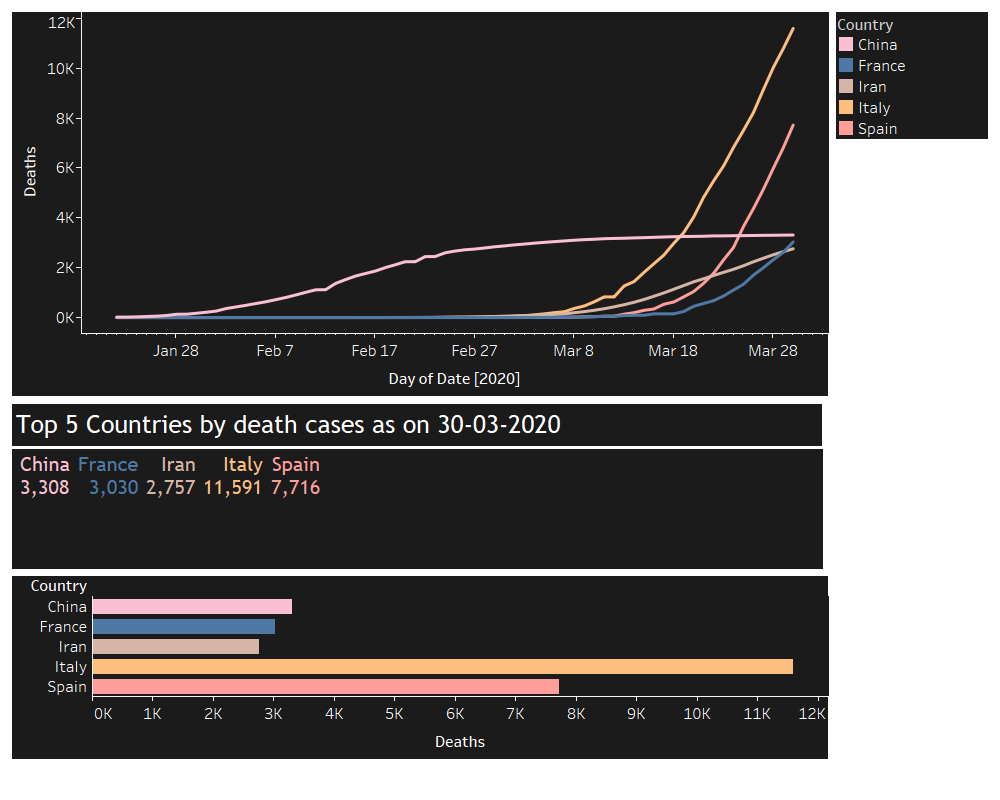 12K
10K
8K
6K
4K
2K
0K
Deaths
Jan 28 Feb 7 Feb 17 Feb 27 Mar 8 Mar 18 Mar 28
Day of Date [2020]
Country
China
France
Iran
Italy
Spain
Top 5 Countries by death cases as on 30-03-2020
China France Iran Italy Spain
3,308 3,030 2,757 11,591 7,716
Country
China
France
Iran
Italy
Spain
0K 1K 2K 3K 4K 5K 6K 7K 8K 9K 10K 11K 12K
Deaths